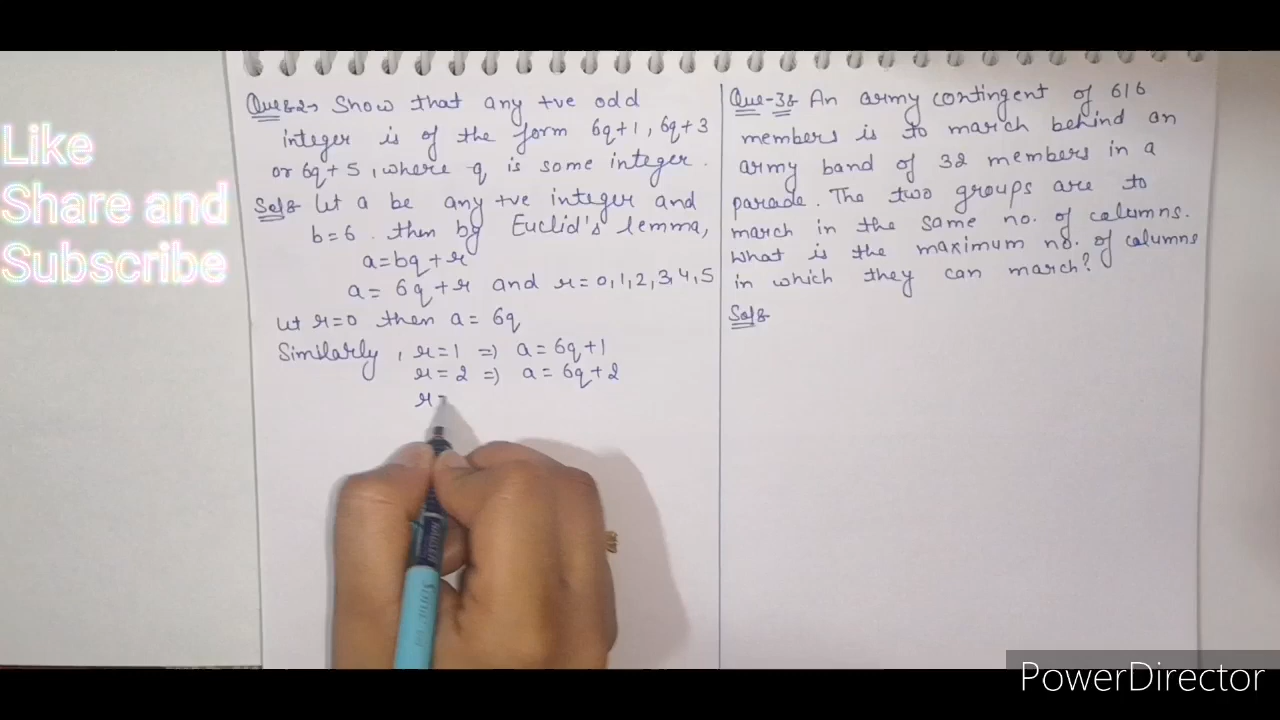 Like
Share and
Subscribe
Que:2→ Show that any +ve odd
integer is of the form 6q+1, 6q+3
or 6q+5, where q is some integer.
Sol: Let a be any +ve integer and
b=6. then by Euclid's lemma,
a=bq+r
a= 6q+r and r=0,1,2,3,4,5
Let r=0 then a= 6q
Similarly, r=1 =) a=6q+1
r=2 =) a=6q+2
r=
Que-3: An army contingent of 616
members is to march behind an
army band of 32 members in a
parade. The two groups are to
march in the same no. of columns.
What is the maximum no. of columns
in which they can march?
Sol:
PowerDirector